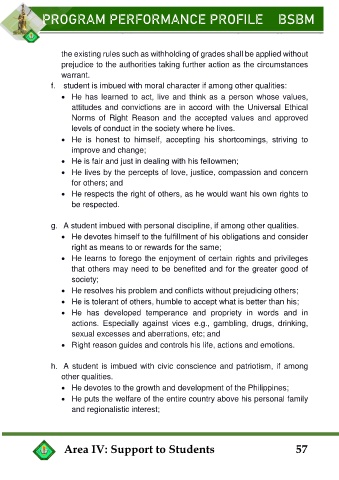 PROGRAM PERFORMANCE PROFILE BSBM
the existing rules such as withholding of grades shall be applied without
prejudice to the authorities taking further action as the circumstances
warrant.
f. student is imbued with moral character if among other qualities:
• He has learned to act, live and think as a person whose values,
attitudes and convictions are in accord with the Universal Ethical
Norms of Right Reason and the accepted values and approved
levels of conduct in the society where he lives.
• He is honest to himself, accepting his shortcomings, striving to
improve and change;
• He is fair and just in dealing with his fellowmen;
• He lives by the percepts of love, justice, compassion and concern
for others; and
• He respects the right of others, as he would want his own rights to
be respected.
g. A student imbued with personal discipline, if among other qualities.
• He devotes himself to the fulfillment of his obligations and consider
right as means to or rewards for the same;
• He learns to forego the enjoyment of certain rights and privileges
that others may need to be benefited and for the greater good of
society;
• He resolves his problem and conflicts without prejudicing others;
• He is tolerant of others, humble to accept what is better than his;
• He has developed temperance and propriety in words and in
actions. Especially against vices e.g., gambling, drugs, drinking,
sexual excesses and aberrations, etc; and
• Right reason guides and controls his life, actions and emotions.
h. A student is imbued with civic conscience and patriotism, if among
other qualities.
• He devotes to the growth and development of the Philippines;
• He puts the welfare of the entire country above his personal family
and regionalistic interest;
Area IV: Support to Students 57